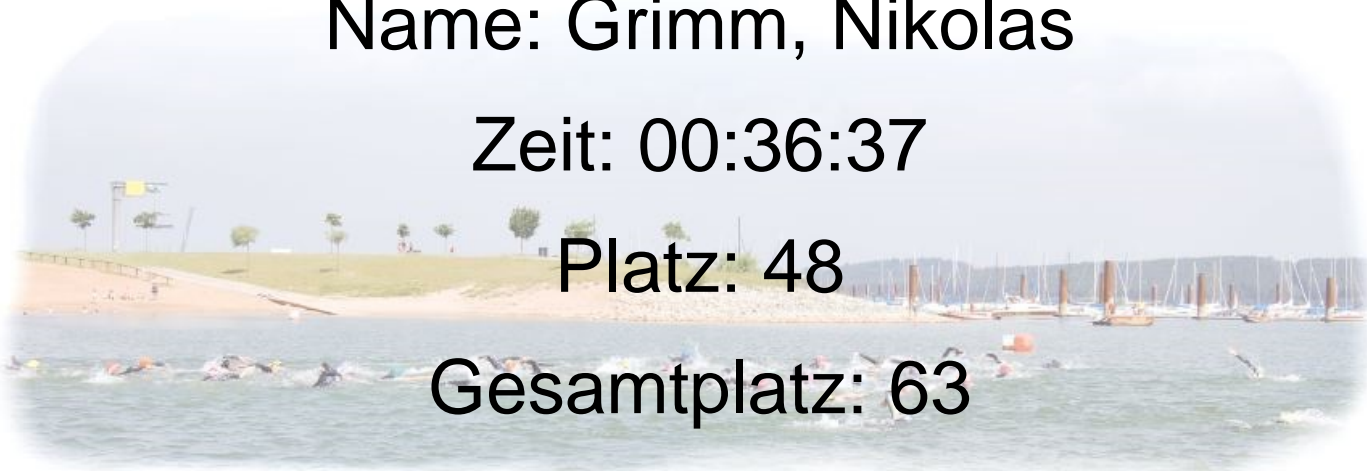 Name: Grimm, Nikolas
Zeit: 00:36:37
Platz: 48
Gesamtplatz: 63